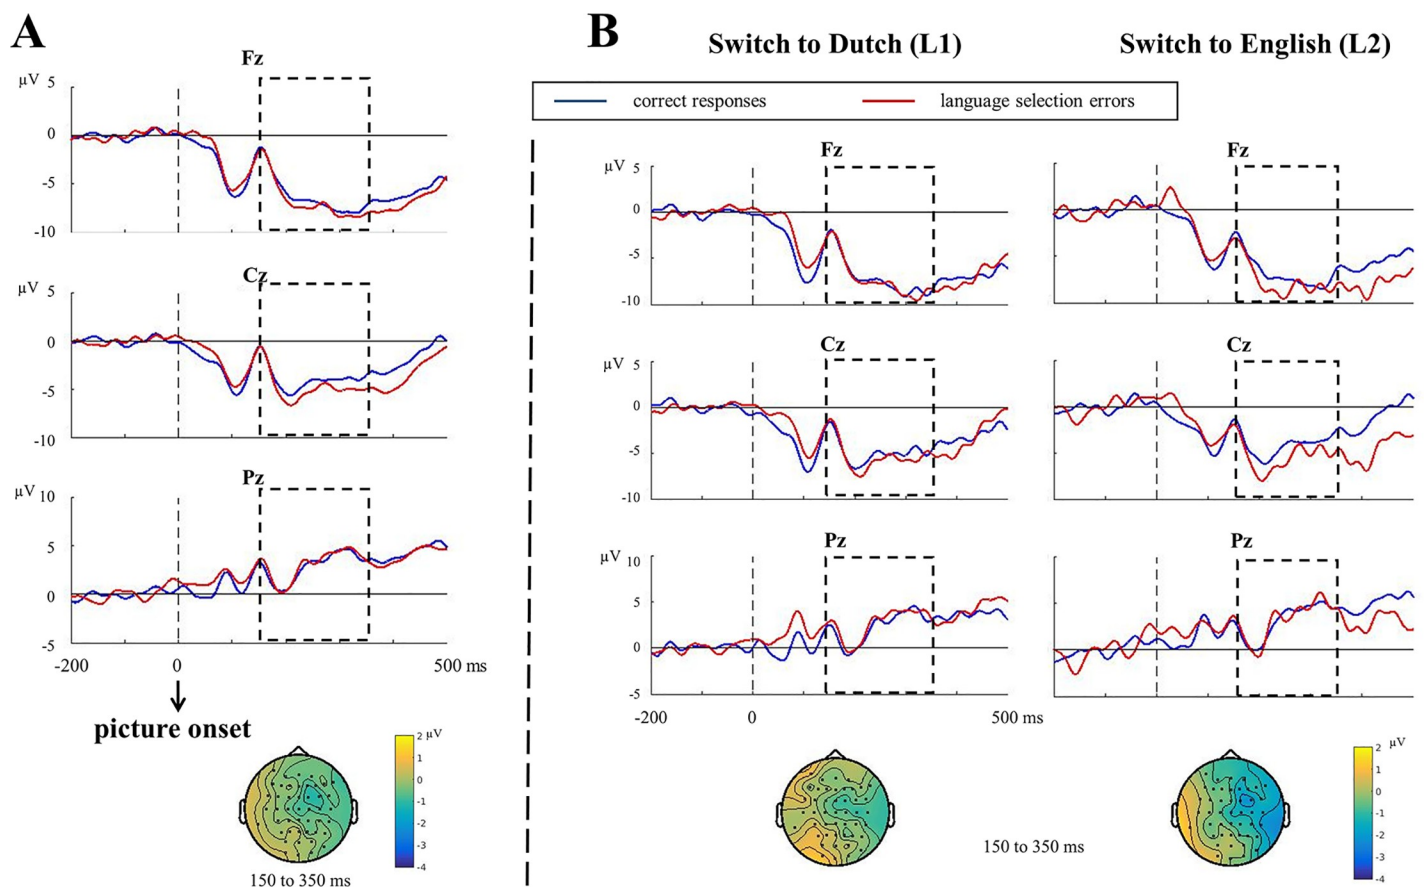 A
Fz
µV 5
0
-5
-10
Cz
µV 5
0
-5
-10
Pz
µV 10
5
0
-5
-200 0 500 ms
picture onset
2 µV
1
0
-1
-2
-3
-4
150 to 350 ms
B
Switch to Dutch (L1) Switch to English (L2)
correct responses language selection errors
Fz Fz
µV 5
0
-5
-10
Cz Cz
µV 5
0
-5
-10
Pz Pz
µV 10
5
0
-5
-200 0 500 ms
150 to 350 ms
2 µV
1
0
-1
-2
-3
-4